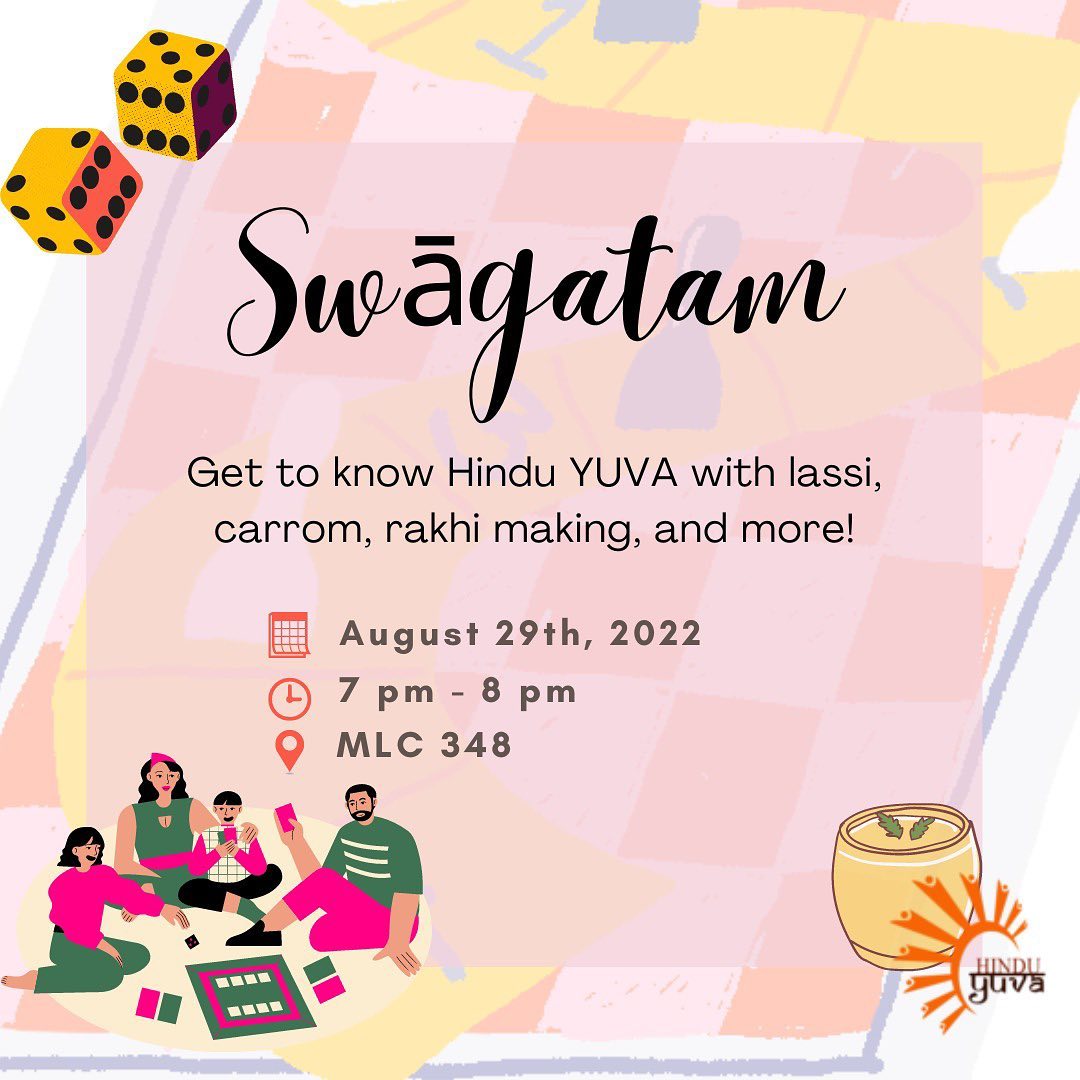 Swāgatam
Get to know Hindu YUVA with lassi,
carrom, rakhi making, and more!
August 29th, 2022
7 pm - 8 pm
MLC 348
HINDU
yuva